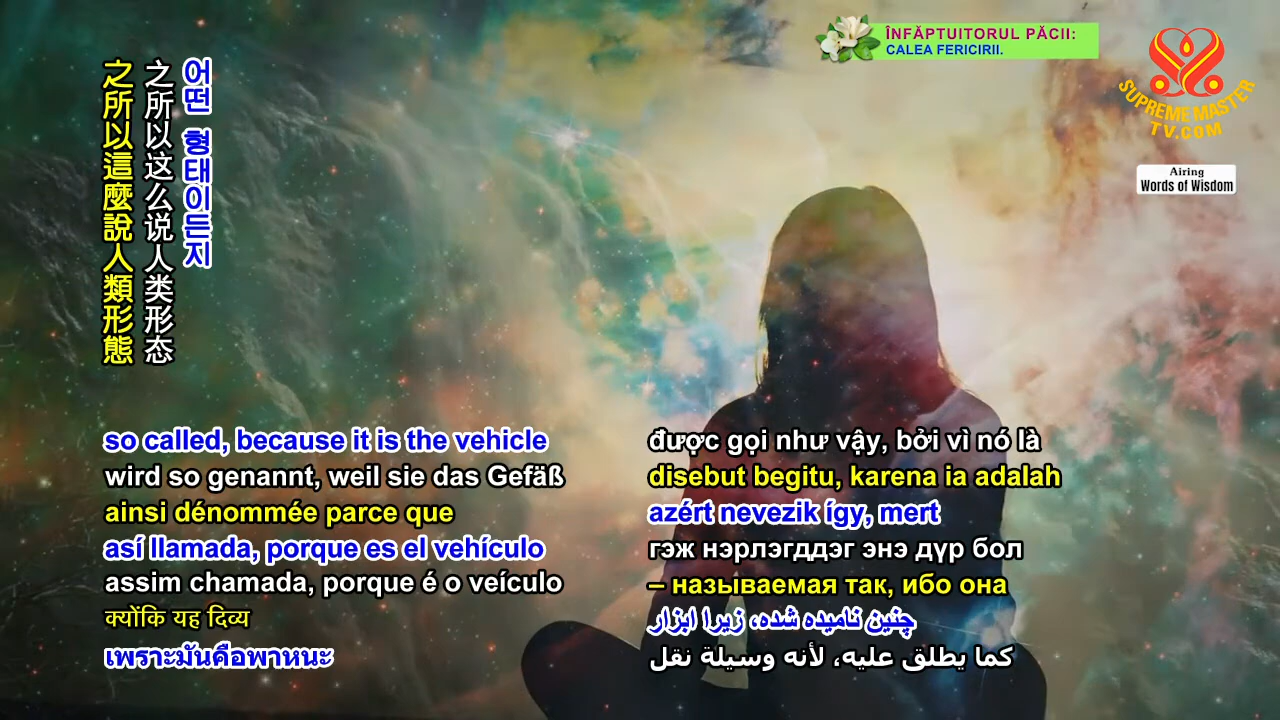 ÎNFĂPTUITORUL PĂCII:
CALEA FERICIRII.
SUPREME MASTER
TV.COM
Airing
Words of Wisdom
어떤 형태이든지
之所以这么说人类形态
之所以這麼說人類形態
so called, because it is the vehicle
wird so genannt, weil sie das Gefäß
ainsi dénommée parce que
así llamada, porque es el vehículo
assim chamada, porque é o veículo
क्योंकि यह दिव्य
เพราะมันคือพาหนะ
được gọi như vậy, bởi vì nó là
disebut begitu, karena ia adalah
azért nevezik így, mert
гэж нэрлэгддэг энэ дүр бол
– называемая так, ибо она
چنین نامیده شده، زیرا ابزار
كما يطلق عليه، لأنه وسيلة نقل